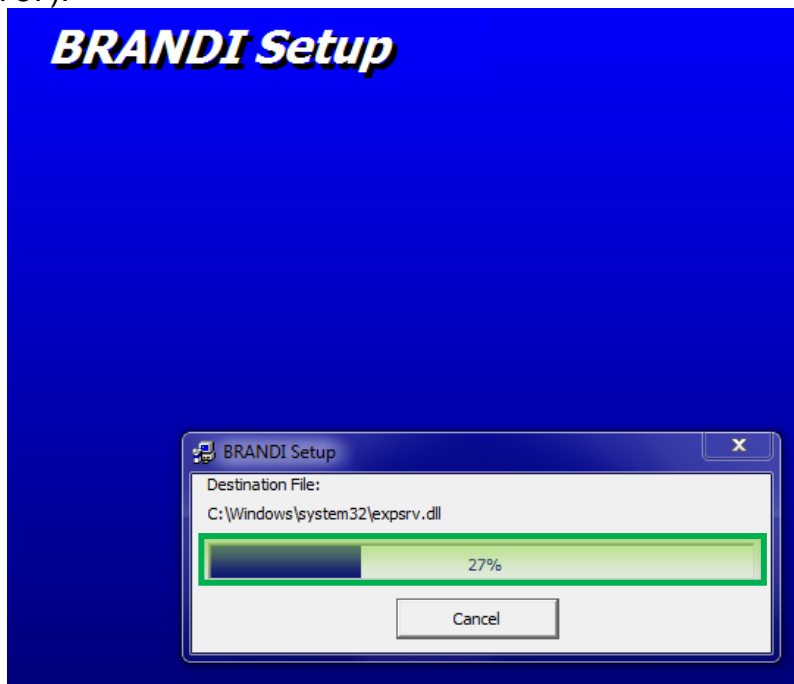 BRANDI Setup
BRANDI Setup
Destination File:
C:\Windows\system32\expsrv.dll
27%
Cancel